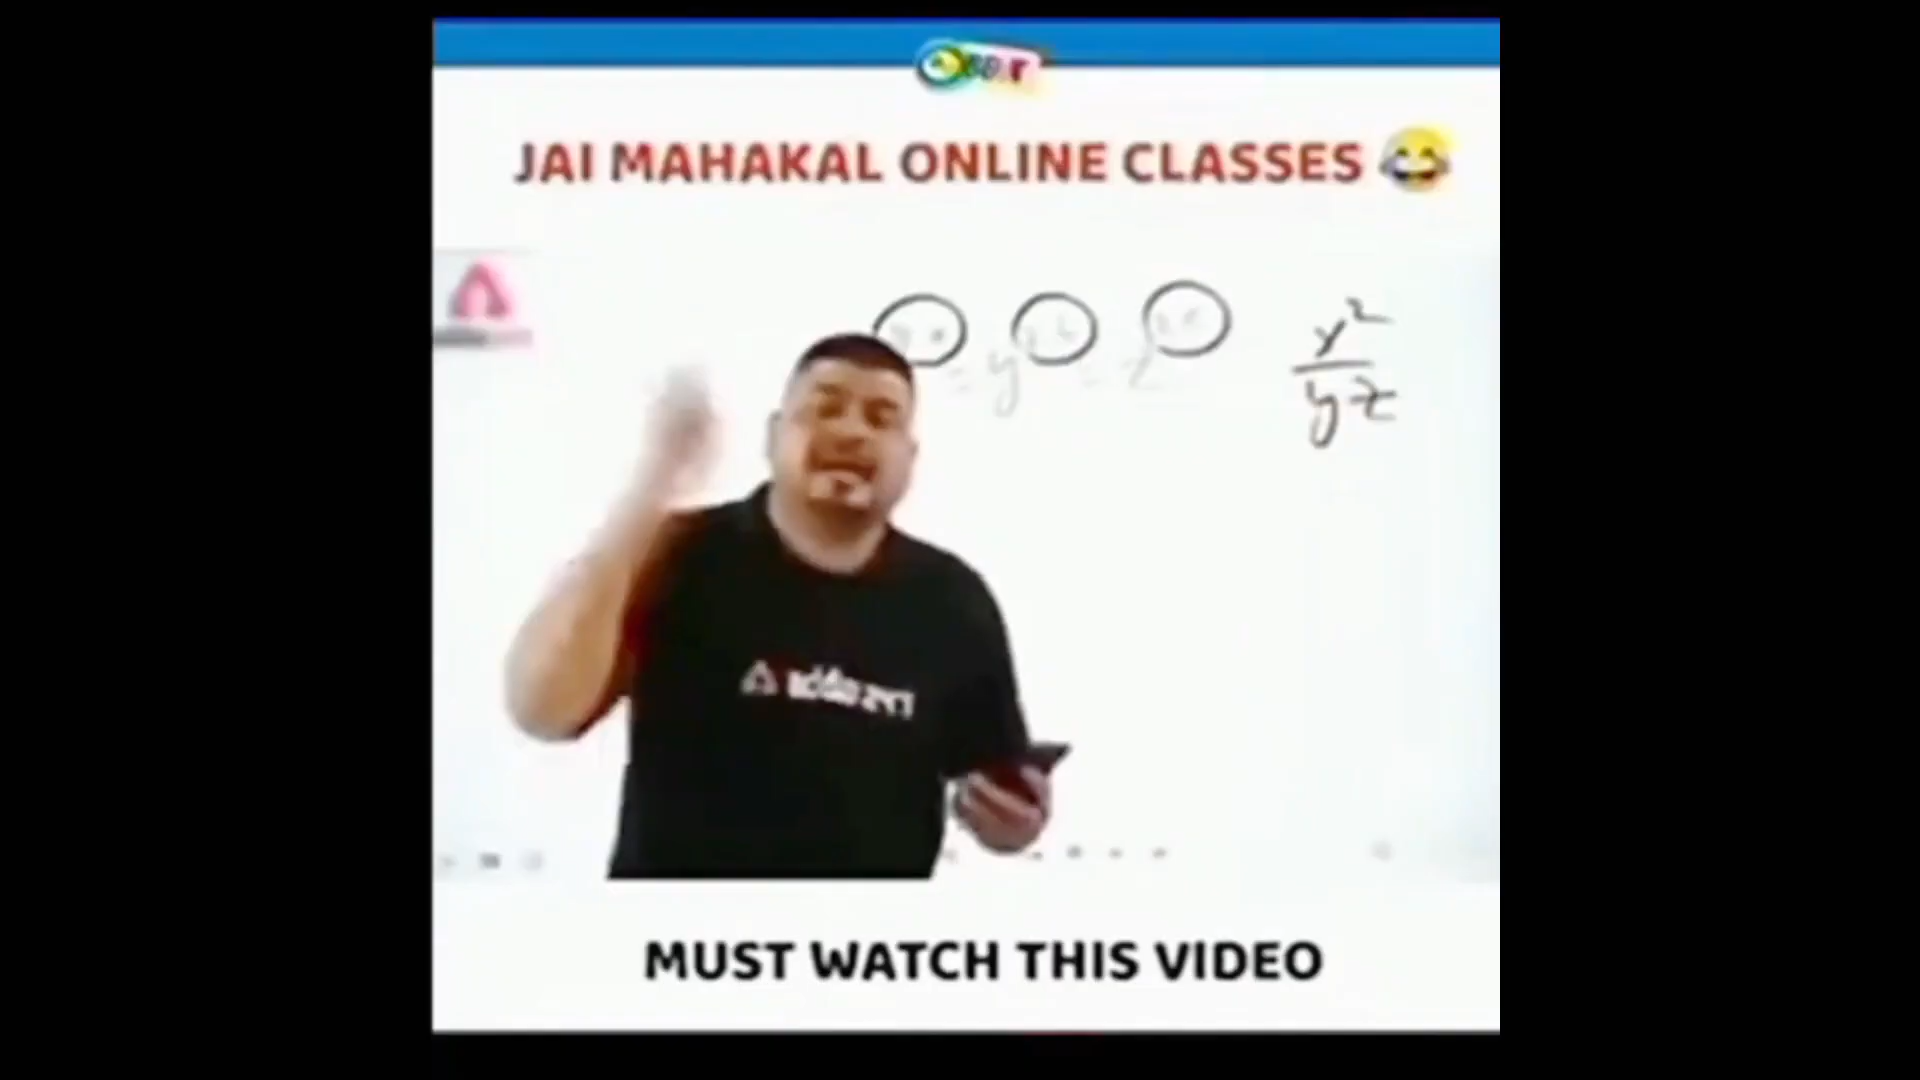 JAI MAHAKAL ONLINE CLASSES 😂
= y = z
x²
yz
MUST WATCH THIS VIDEO